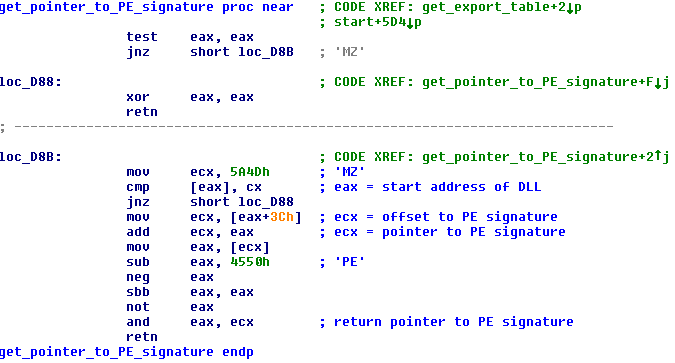 get_pointer_to_PE_signature proc near ; CODE XREF: get_export_table+2↓p
; start+5D4↓p
test eax, eax
jnz short loc_D8B ; 'MZ'
loc_D88: ; CODE XREF: get_pointer_to_PE_signature+F↓j
xor eax, eax
retn
; ---------------------------------------------------------------------------
loc_D8B: ; CODE XREF: get_pointer_to_PE_signature+2↑j
mov ecx, 5A4Dh ; 'MZ'
cmp [eax], cx ; eax = start address of DLL
jnz short loc_D88
mov ecx, [eax+3Ch] ; ecx = offset to PE signature
add ecx, eax ; ecx = pointer to PE signature
mov eax, [ecx]
sub eax, 4550h ; 'PE'
neg eax
sbb eax, eax
not eax
and eax, ecx ; return pointer to PE signature
retn
get_pointer_to_PE_signature endp